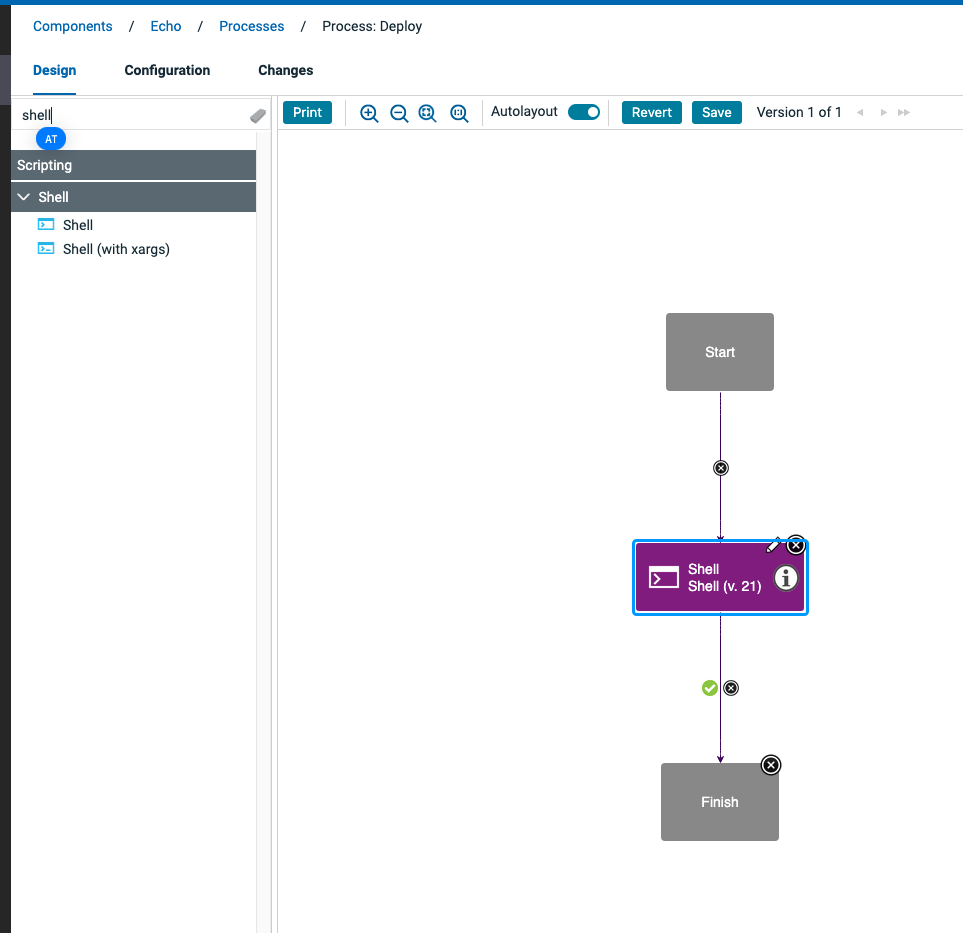 Components / Echo / Processes / Process: Deploy
Design Configuration Changes
shell
AT
Print Autolayout Revert Save Version 1 of 1
Scripting
Shell
Shell
Shell (with xargs)
Start
Shell
Shell (v. 21)
Finish